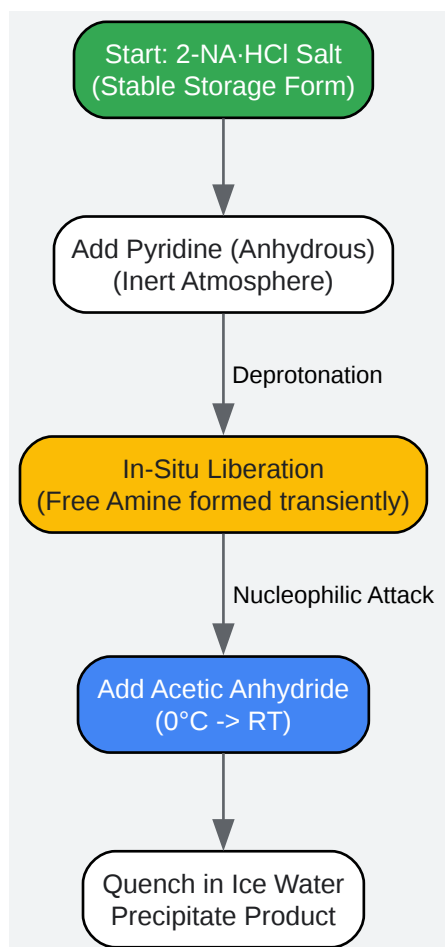 Start: 2-NA·HCl Salt
(Stable Storage Form)
Add Pyridine (Anhydrous)
(Inert Atmosphere)
Deprotonation
In-Situ Liberation
(Free Amine formed transiently)
Nucleophilic Attack
Add Acetic Anhydride
(0°C -> RT)
Quench in Ice Water
Precipitate Product